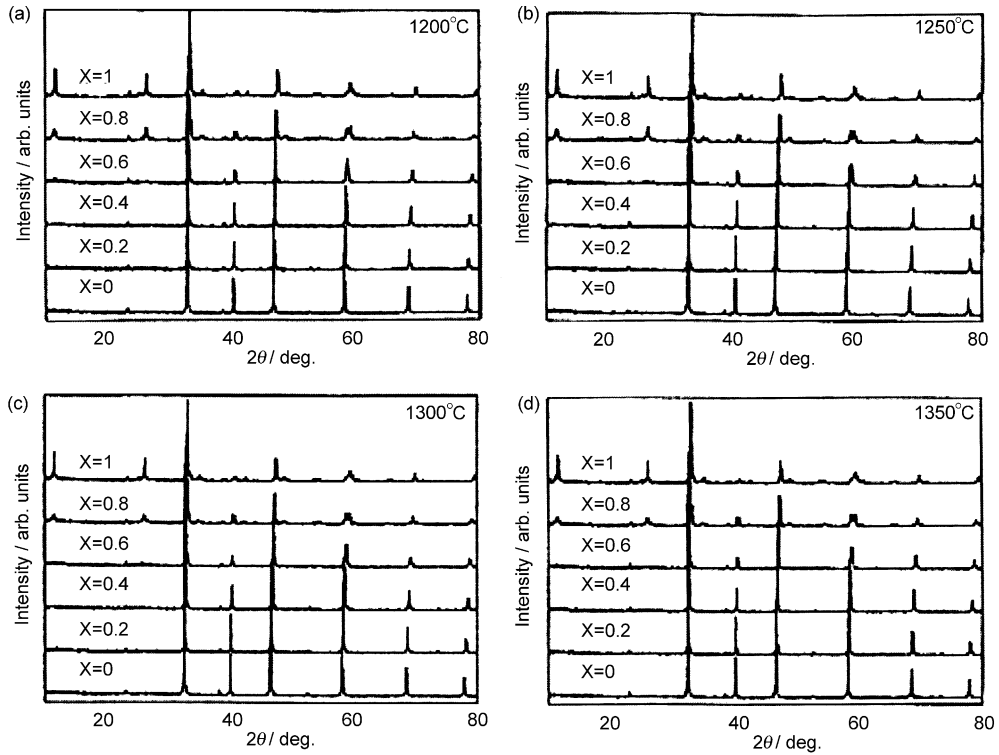 (a)
1200°C
X=1
X=0.8
X=0.6
X=0.4
X=0.2
X=0
Intensity / arb. units
20 40 60 80
2θ / deg.
(b)
1250°C
X=1
X=0.8
X=0.6
X=0.4
X=0.2
X=0
Intensity / arb. units
20 40 60 80
2θ / deg.
(c)
1300°C
X=1
X=0.8
X=0.6
X=0.4
X=0.2
X=0
Intensity / arb. units
20 40 60 80
2θ / deg.
(d)
1350°C
X=1
X=0.8
X=0.6
X=0.4
X=0.2
X=0
Intensity / arb. units
20 40 60 80
2θ / deg.